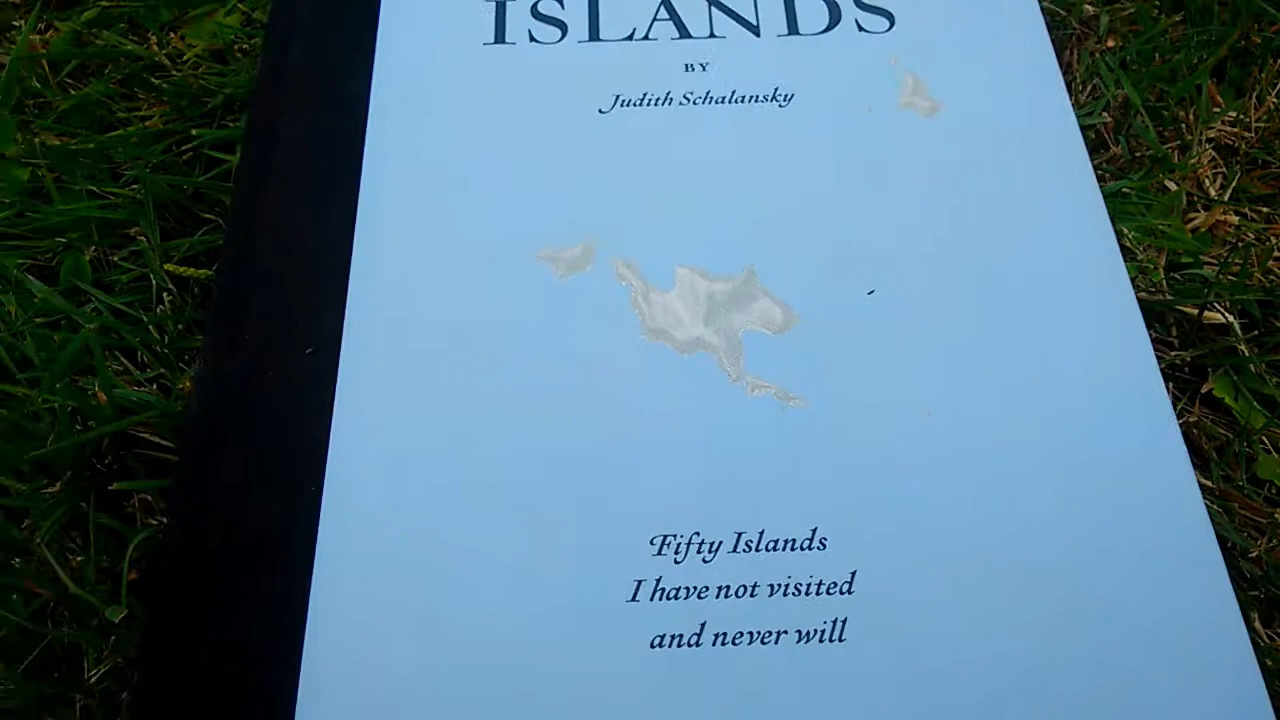 ISLANDS
BY
Judith Schalansky
Fifty Islands
I have not visited
and never will